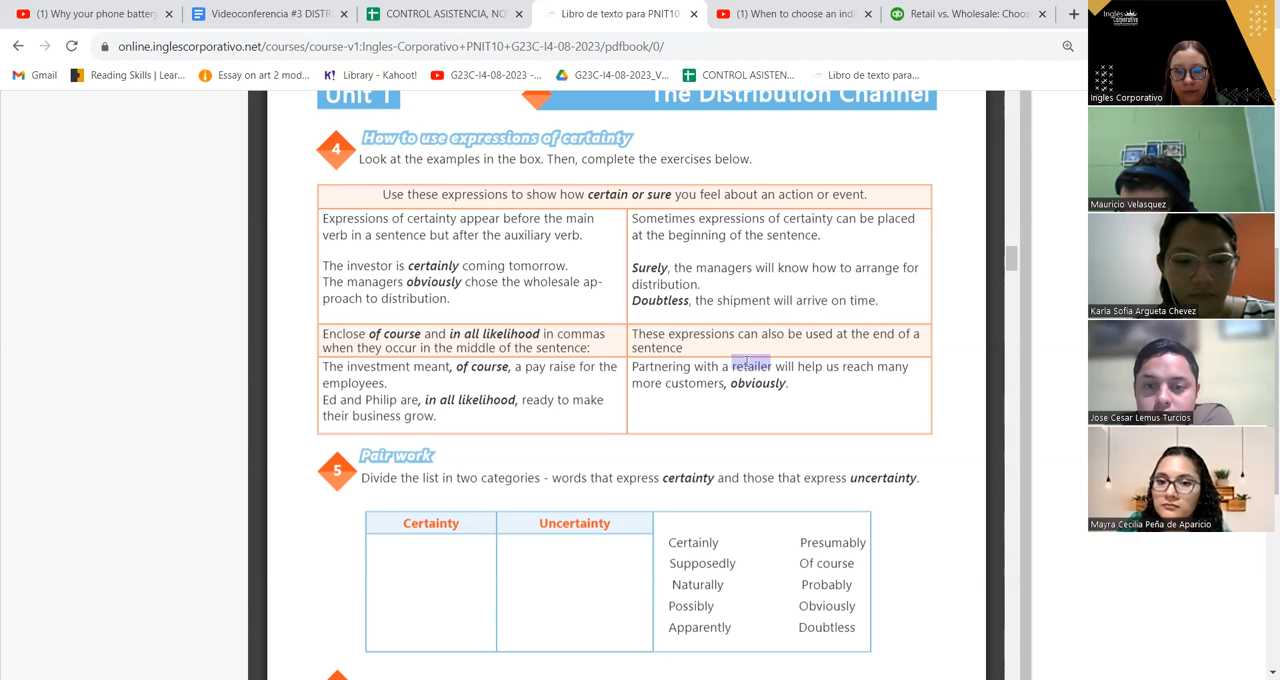 (1) Why your phone battery
Videoconferencia #3 DISTR
CONTROL ASISTENCIA, NO
Libro de texto para PNIT10
(1) When to choose an indi
Retail vs. Wholesale: Choos
online.inglescorporativo.net/courses/course-v1:Ingles-Corporativo+PNIT10+G23C-I4-08-2023/pdfbook/0/
Gmail
Reading Skills | Lear...
Essay on art 2 mod...
Library - Kahoot!
G23C-I4-08-2023 -...
G23C-I4-08-2023_V...
CONTROL ASISTEN...
Libro de texto para...
Unit 1
The Distribution Channel
4
How to use expressions of certainty
Look at the examples in the box. Then, complete the exercises below.
Use these expressions to show how certain or sure you feel about an action or event.
Expressions of certainty appear before the main
verb in a sentence but after the auxiliary verb.
The investor is certainly coming tomorrow.
The managers obviously chose the wholesale ap-
proach to distribution.
Sometimes expressions of certainty can be placed
at the beginning of the sentence.
Surely, the managers will know how to arrange for
distribution.
Doubtless, the shipment will arrive on time.
Enclose of course and in all likelihood in commas
when they occur in the middle of the sentence:
These expressions can also be used at the end of a
sentence
The investment meant, of course, a pay raise for the
employees.
Ed and Philip are, in all likelihood, ready to make
their business grow.
Partnering with a retailer will help us reach many
more customers, obviously.
5
Pair work
Divide the list in two categories - words that express certainty and those that express uncertainty.
Certainty
Uncertainty
Certainly
Presumably
Supposedly
Of course
Naturally
Probably
Possibly
Obviously
Apparently
Doubtless
Inglés
Corporativo
Ingles Corporativo
Mauricio Velasquez
Karla Sofia Argueta Chevez
Jose Cesar Lemus Turcios
Mayra Cecilia Peña de Aparicio